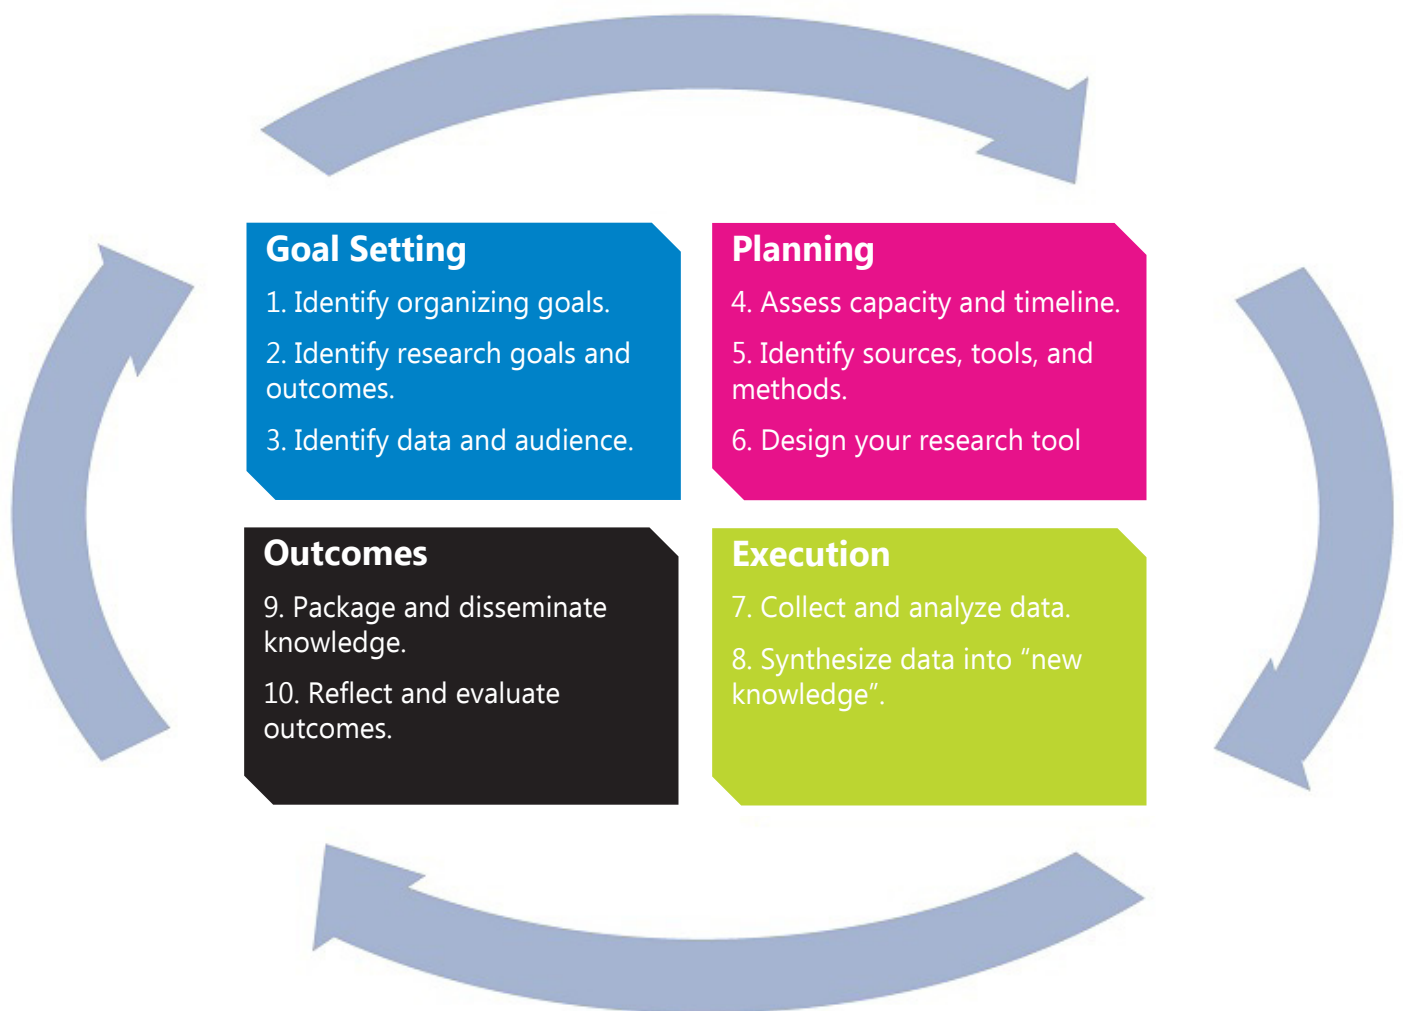 Goal Setting
1. Identify organizing goals.
2. Identify research goals and
outcomes.
3. Identify data and audience.
Planning
4. Assess capacity and timeline.
5. Identify sources, tools, and
methods.
6. Design your research tool
Outcomes
9. Package and disseminate
knowledge.
10. Reflect and evaluate
outcomes.
Execution
7. Collect and analyze data.
8. Synthesize data into “new
knowledge”.